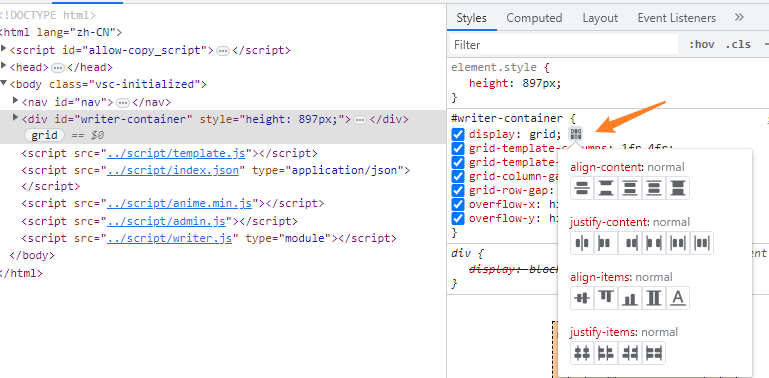 <!DOCTYPE html>
<html lang="zh-CN">
<script id="allow-copy_script">…</script>
<head>…</head>
<body class="vsc-initialized">
<nav id="nav">…</nav>
<div id="writer-container" style="height: 897px;">…</div>
grid == $0
<script src="../script/template.js"></script>
<script src="../script/index.json" type="application/json">
</script>
<script src="../script/anime.min.js"></script>
<script src="../script/admin.js"></script>
<script src="../script/writer.js" type="module"></script>
</body>
</html>
Styles Computed Layout Event Listeners »
Filter :hov .cls
element.style {
height: 897px;
}
#writer-container {
display: grid;
grid-template-columns: 1fr 4fr;
grid-template-
grid-column-ga
grid-row-gap:
overflow-x: hi
overflow-y: hi
}
div {
display: block
}
align-content: normal
justify-content: normal
align-items: normal
A
justify-items: normal